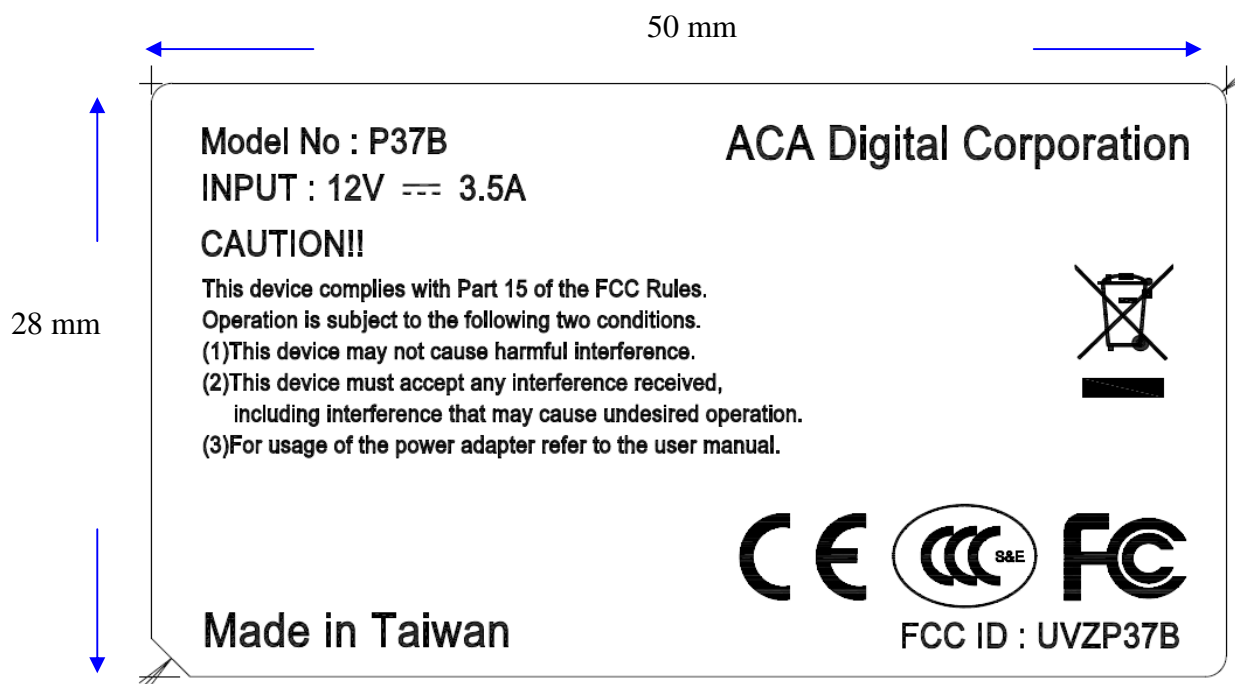 50 mm
Model No : P37B
ACA Digital Corporation
INPUT : 12V ⎓ 3.5A
CAUTION!!
This device complies with Part 15 of the FCC Rules.
Operation is subject to the following two conditions.
(1)This device may not cause harmful interference.
(2)This device must accept any interference received,
including interference that may cause undesired operation.
(3)For usage of the power adapter refer to the user manual.
28 mm
CE
CCC S&E
FC
Made in Taiwan
FCC ID : UVZP37B